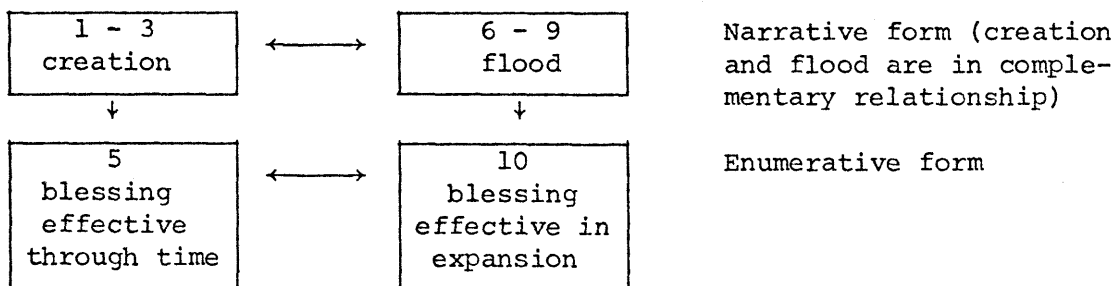 1 - 3
creation
6 - 9
flood
Narrative form (creation
and flood are in comple-
mentary relationship)
5
blessing
effective
through time
10
blessing
effective in
expansion
Enumerative form